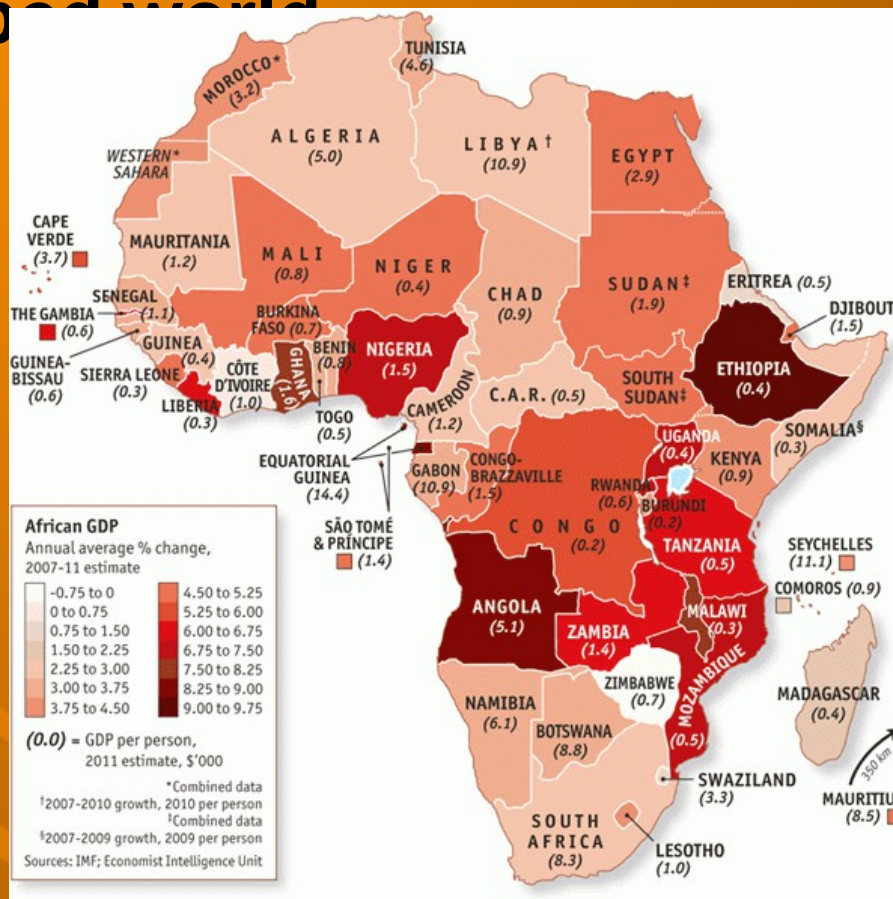 world
MOROCCO*
(3.2)
TUNISIA
(4.6)
ALGERIA
(5.0)
LIBYA†
(10.9)
EGYPT
(2.9)
WESTERN*
SAHARA
CAPE
VERDE
(3.7)
MAURITANIA
(1.2)
MALI
(0.8)
NIGER
(0.4)
CHAD
(0.9)
SUDAN‡
(1.9)
ERITREA (0.5)
DJIBOUT
(1.5)
SENEGAL
(1.1)
THE GAMBIA
(0.6)
GUINEA-
BISSAU
(0.6)
GUINEA
(0.4)
SIERRA LEONE
(0.3)
LIBERIA
(0.3)
CÔTE
D'IVOIRE
(1.0)
BURKINA
FASO (0.7)
GHANA
(1.6)
BENIN
(0.8)
TOGO
(0.5)
NIGERIA
(1.5)
CAMEROON
(1.2)
C.A.R. (0.5)
SOUTH
SUDAN‡
ETHIOPIA
(0.4)
SOMALIA§
(0.3)
UGANDA
(0.4)
KENYA
(0.9)
EQUATORIAL
GUINEA
(14.4)
GABON
(10.9)
CONGO-
BRAZZAVILLE
(1.5)
RWANDA
(0.6)
BURUNDI
(0.2)
CONGO
(0.2)
SÃO TOMÉ
& PRÍNCIPE
(1.4)
TANZANIA
(0.5)
SEYCHELLES
(11.1)
COMOROS (0.9)
ANGOLA
(5.1)
ZAMBIA
(1.4)
MALAWI
(0.3)
MOZAMBIQUE
(0.5)
ZIMBABWE
(0.7)
MADAGASCAR
(0.4)
NAMIBIA
(6.1)
BOTSWANA
(8.8)
350 km
MAURITIU
(8.5)
SWAZILAND
(3.3)
SOUTH
AFRICA
(8.3)
LESOTHO
(1.0)
African GDP
Annual average % change,
2007-11 estimate
-0.75 to 0
0 to 0.75
0.75 to 1.50
1.50 to 2.25
2.25 to 3.00
3.00 to 3.75
3.75 to 4.50
4.50 to 5.25
5.25 to 6.00
6.00 to 6.75
6.75 to 7.50
7.50 to 8.25
8.25 to 9.00
9.00 to 9.75
(0.0) = GDP per person,
2011 estimate, $'000
*Combined data
†2007-2010 growth, 2010 per person
‡Combined data
§2007-2009 growth, 2009 per person
Sources: IMF; Economist Intelligence Unit